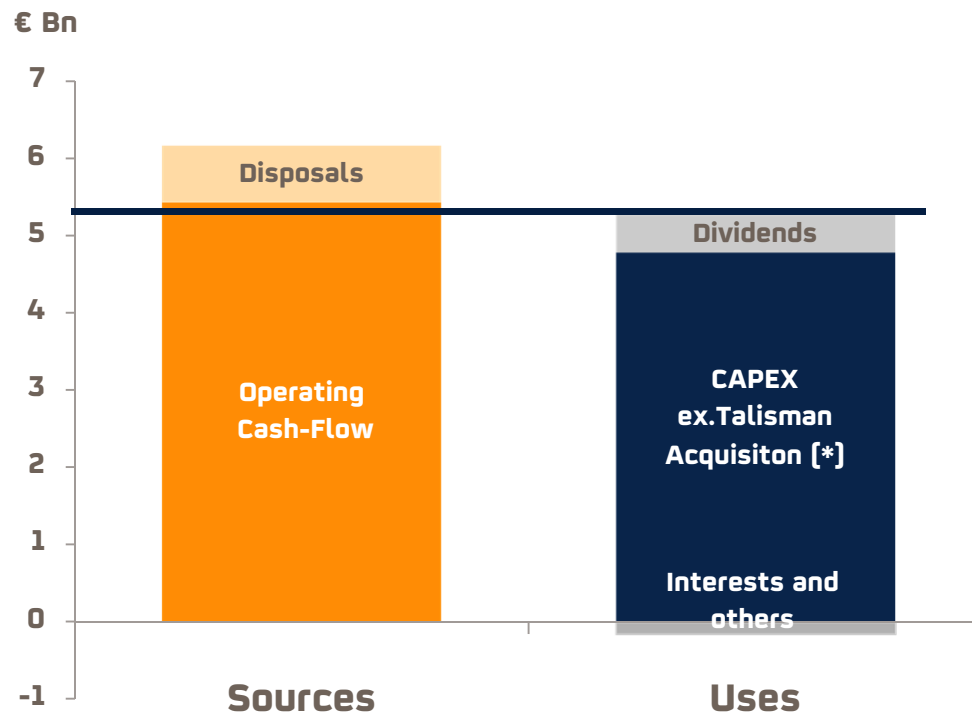 € Bn
7
6
5
4
3
2
1
0
-1
Disposals
Operating
Cash-Flow
Dividends
CAPEX
ex.Talisman
Acquisiton (*)
Interests and
others
Sources
Uses